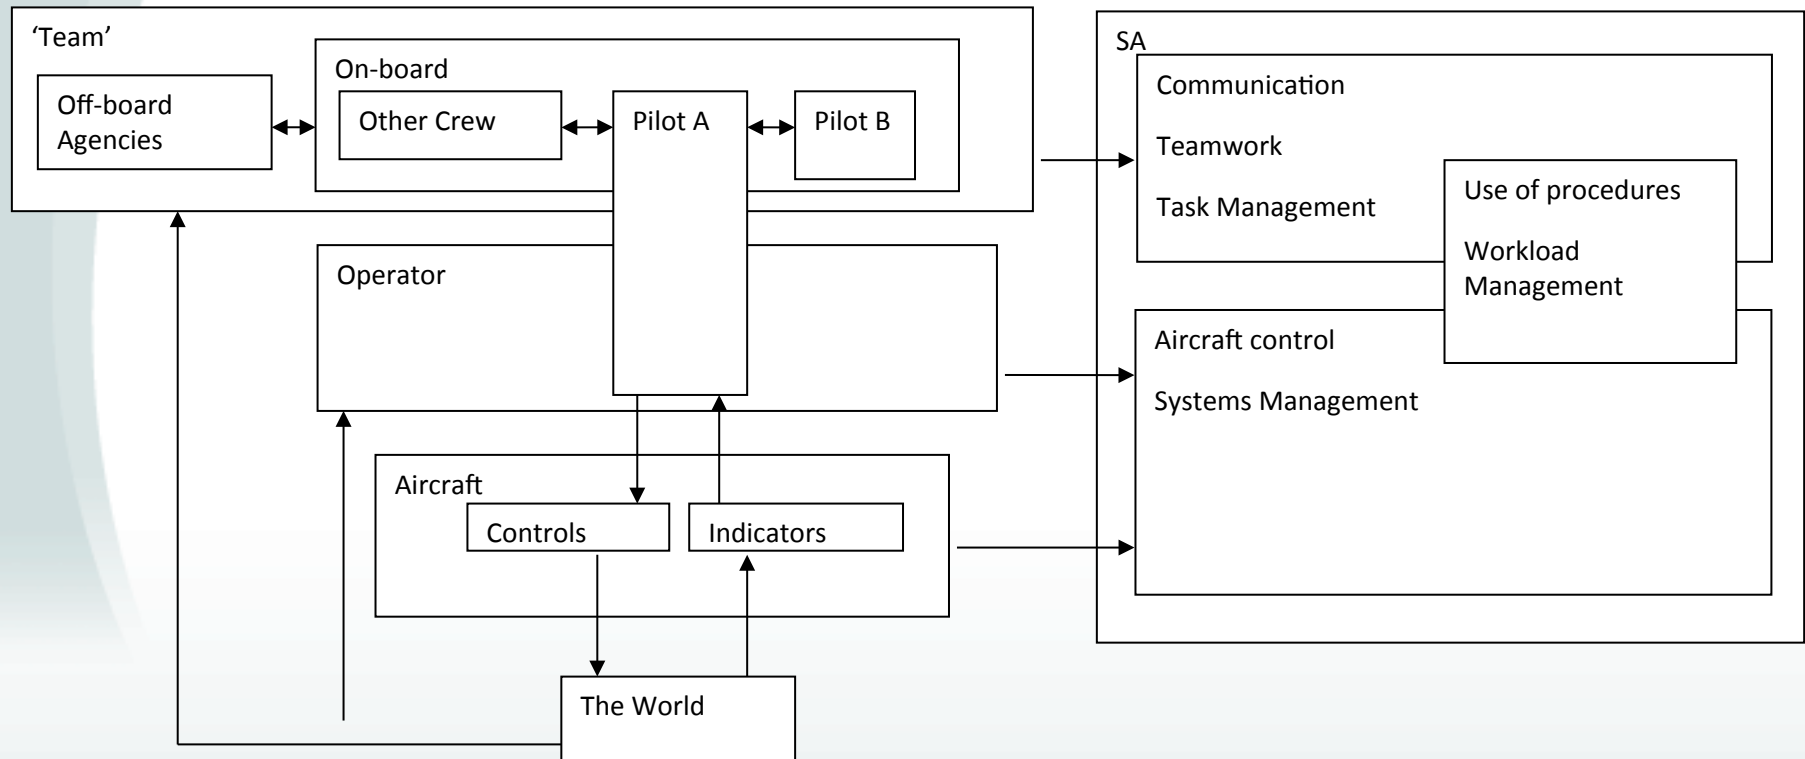 ‘Team’
On-board
Off-board
Agencies
Other Crew
Pilot A
Pilot B
Operator
Aircraft
Controls
Indicators
The World
SA
Communication
Teamwork
Task Management
Use of procedures
Workload
Management
Aircraft control
Systems Management